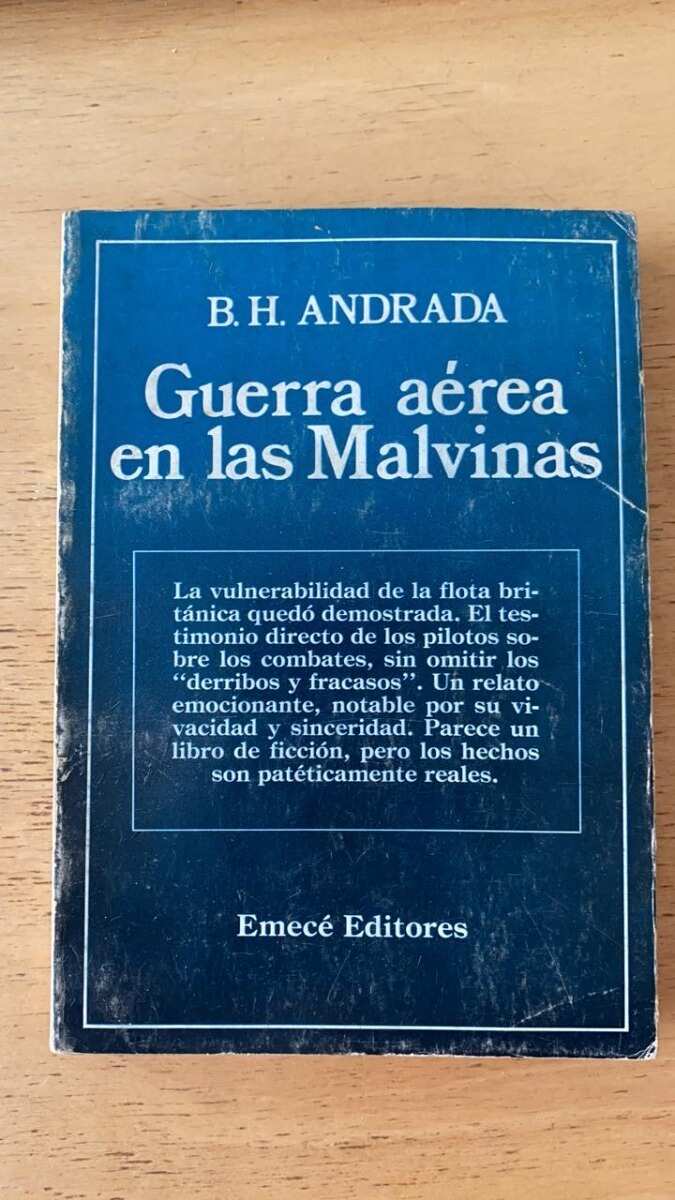 B. H. ANDRADA
Guerra aérea
en las Malvinas
La vulnerabilidad de la flota bri-
tánica quedó demostrada. El tes-
timonio directo de los pilotos so-
bre los combates, sin omitir los
“derribos y fracasos”. Un relato
emocionante, notable por su vi-
vacidad y sinceridad. Parece un
libro de ficción, pero los hechos
son patéticamente reales.
Emecé Editores